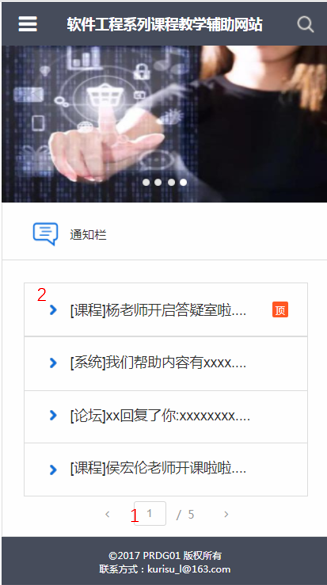 软件工程系列课程教学辅助网站
通知栏
2
[课程]杨老师开启答疑室啦.... 顶
[系统]我们帮助内容有xxxx....
[论坛]xx回复了你:xxxxxxxx....
[课程]侯宏伦老师开课啦啦....
1 1 / 5
©2017 PRDG01 版权所有
联系方式：kurisu_l@163.com